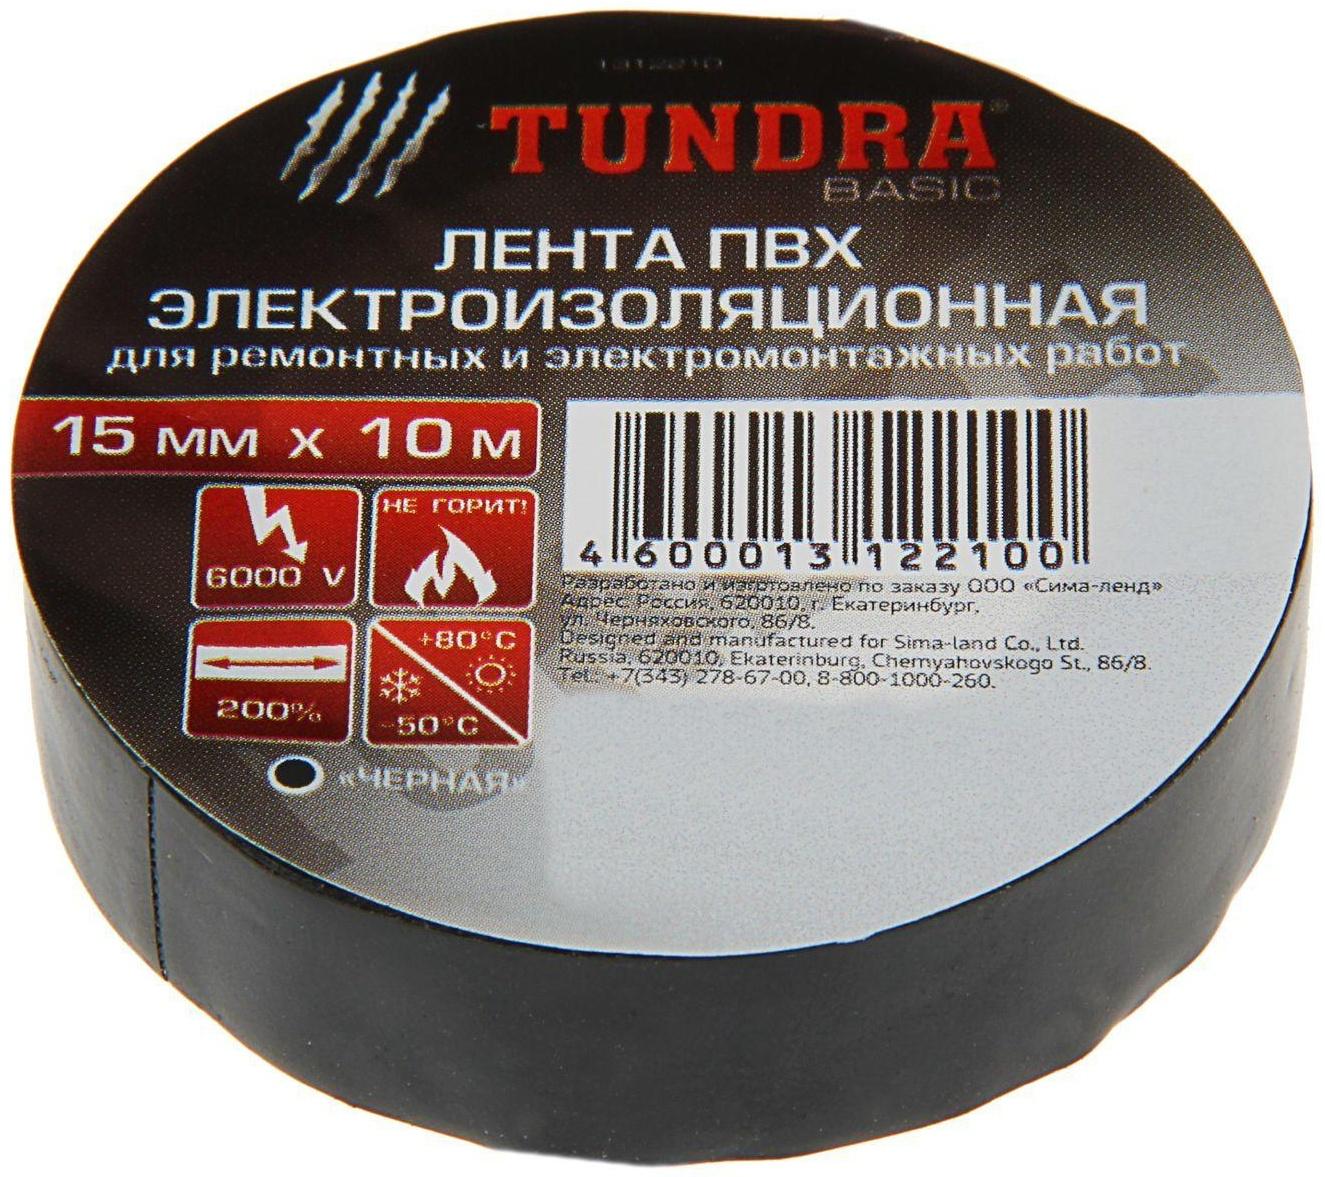 1312210
TUNDRA®
BASIC
ЛЕНТА ПВХ
ЭЛЕКТРОИЗОЛЯЦИОННАЯ
для ремонтных и электромонтажных работ
15 мм х 10 м
6000 V
НЕ ГОРИТ!
200%
+80°C
-50°C
«ЧЕРНАЯ»
4 600013 122100
Разработано и изготовлено по заказу ООО «Сима-ленд»
Адрес: Россия, 620010, г. Екатеринбург,
ул. Черняховского, 86/8.
Designed and manufactured for Sima-land Co., Ltd.
Russia, 620010, Ekaterinburg, Chernyahovskogo St., 86/8.
Tel.: +7(343) 278-67-00, 8-800-1000-260.